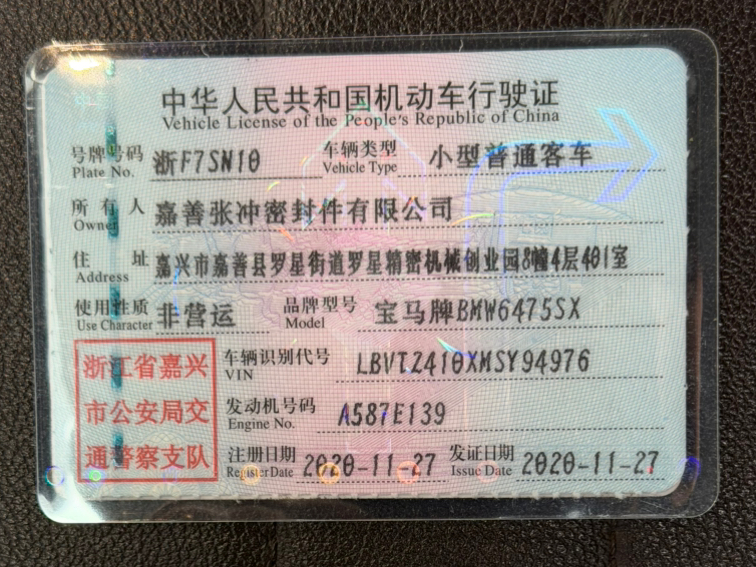 中华人民共和国机动车行驶证
Vehicle License of the People's Republic of China
号牌号码 浙F7SN10 车辆类型 小型普通客车
Plate No. Vehicle Type
所有人 嘉善张冲密封件有限公司
Owner
住址 嘉兴市嘉善县罗星街道罗星精密机械创业园8幢4层401室
Address
使用性质 非营运 品牌型号 宝马牌BMW6475SX
Use Character Model
浙江省嘉兴
市公安局交
通警察支队
车辆识别代号 LBVTZ410XMSY94976
VIN
发动机号码 A587E139
Engine No.
注册日期 2020-11-27 发证日期 2020-11-27
Register Date Issue Date